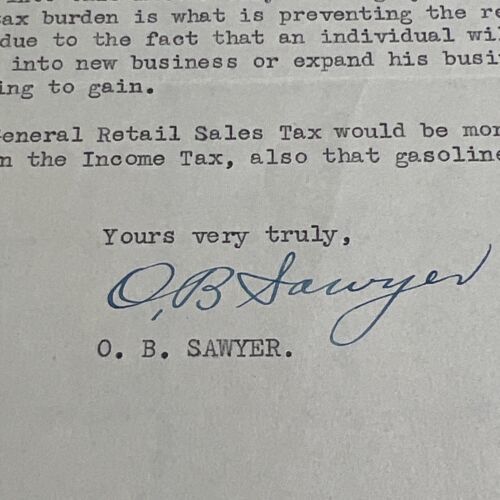 tax burden is what is preventing the re
due to the fact that an individual wil
into new business or expand his busi
ing to gain.
General Retail Sales Tax would be mor
n the Income Tax, also that gasoline
Yours very truly,
O, B Sawyer
O. B. SAWYER.